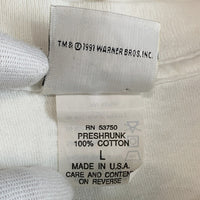 TM& © 1991 WARNER BROS. INC.
RN 53750
PRESHRUNK
100% COTTON
L
MADE IN U.S.A.
CARE AND CONTENT
ON REVERSE